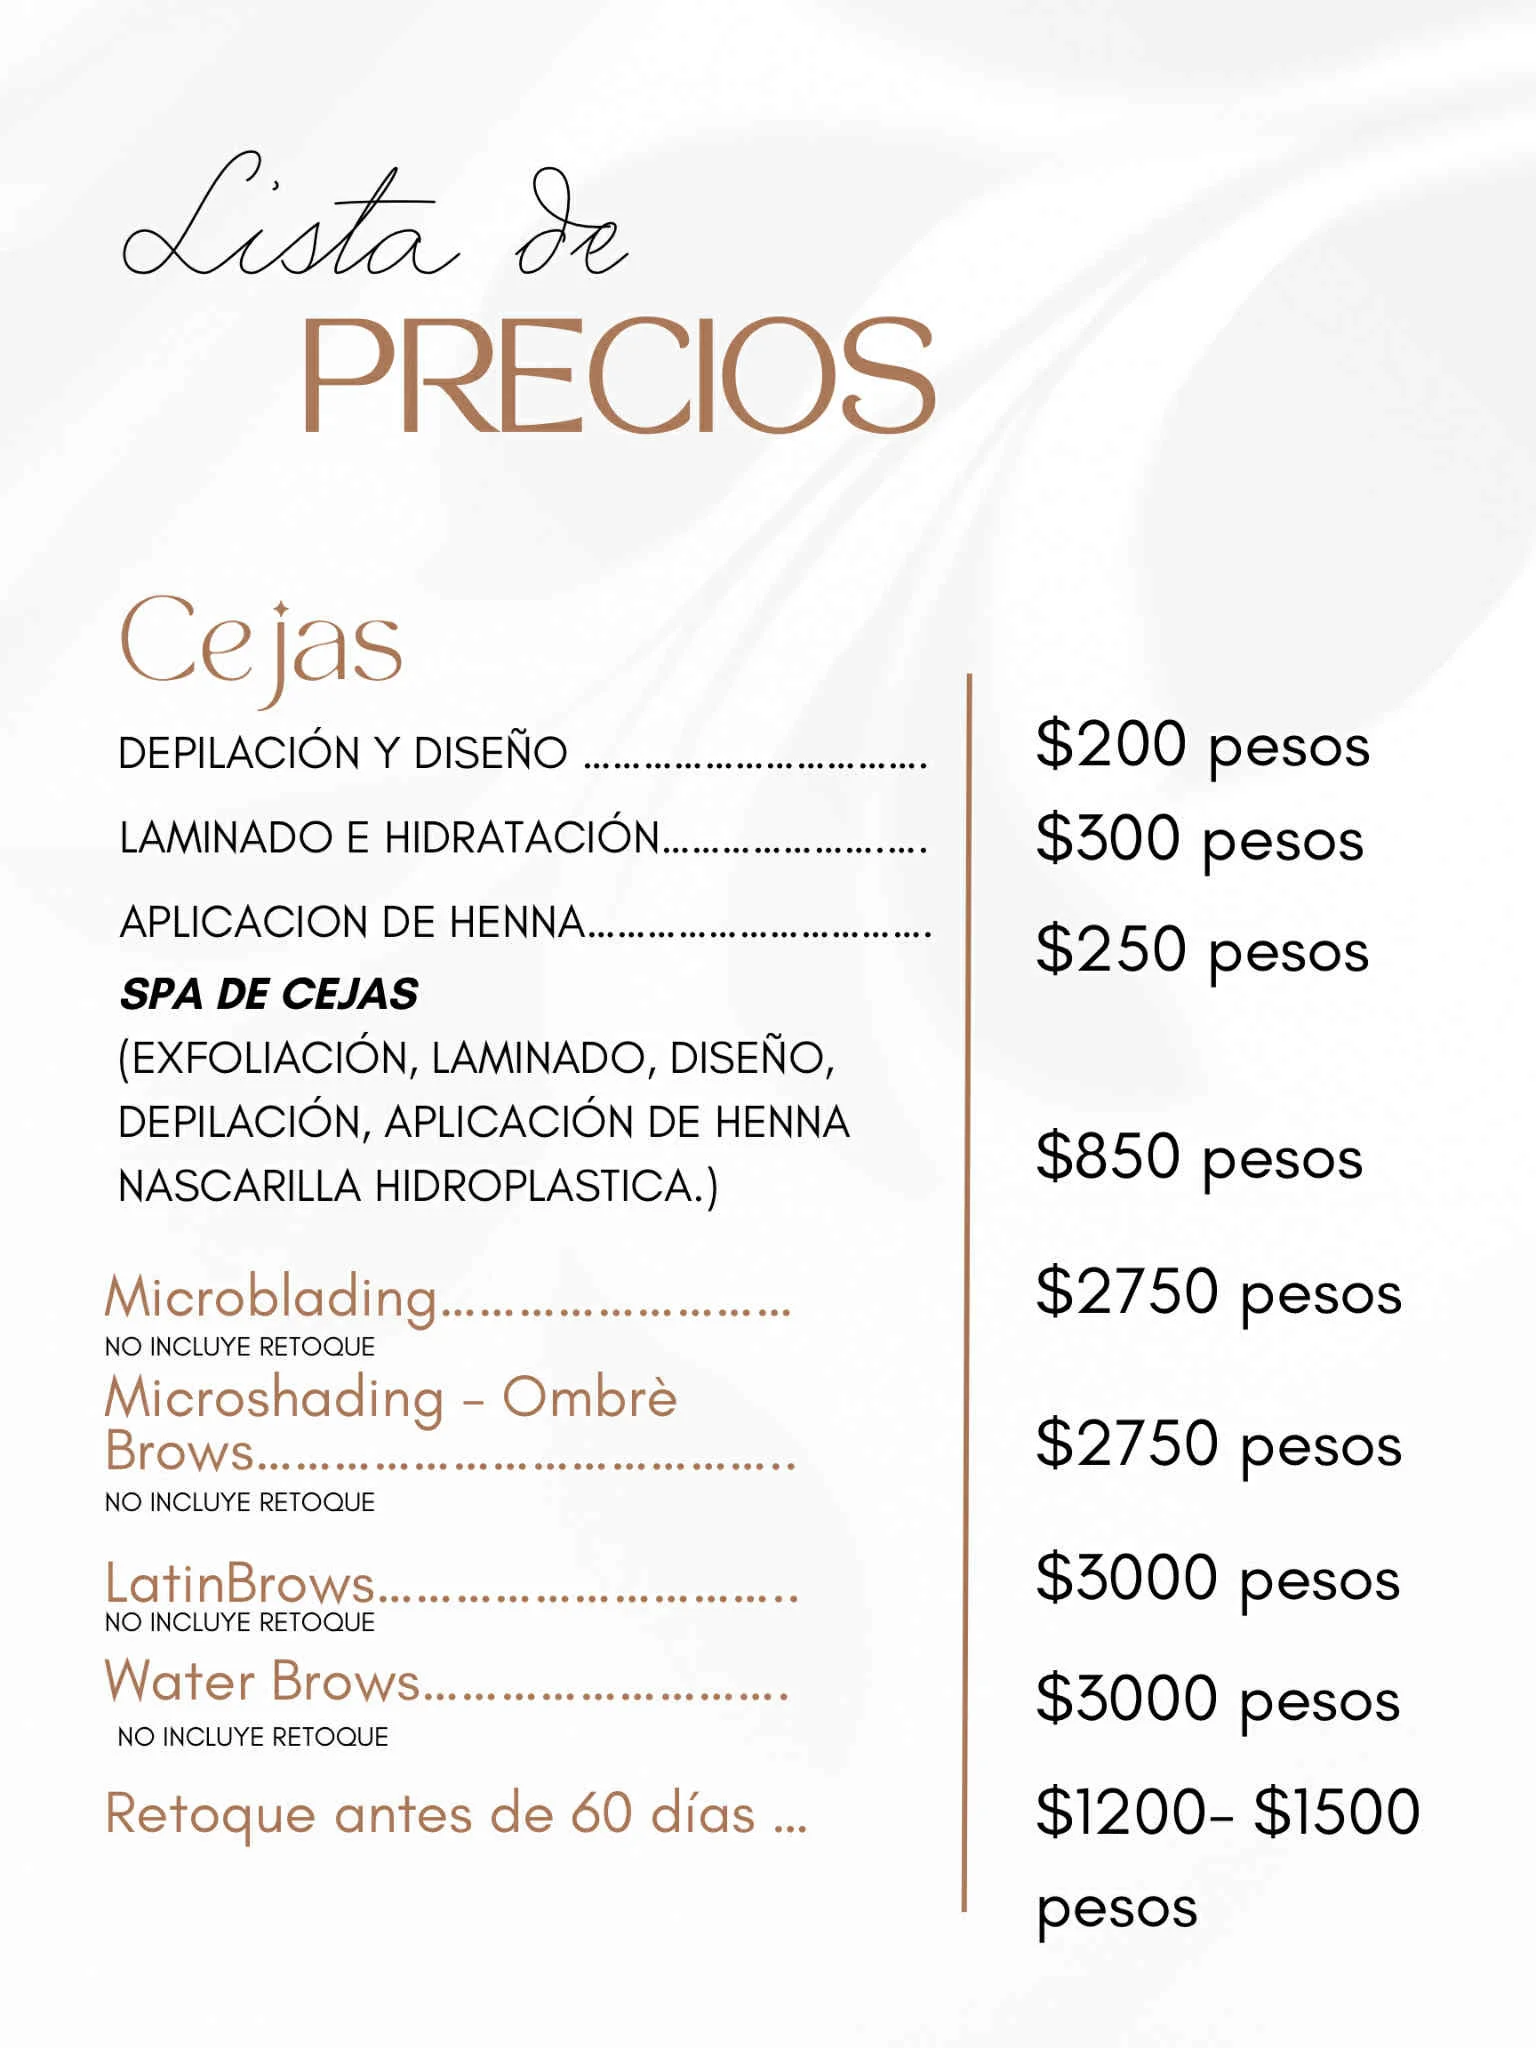 Lista de
PRECIOS
Cejas
DEPILACIÓN Y DISEÑO ................................. $200 pesos
LAMINADO E HIDRATACIÓN......................... $300 pesos
APLICACION DE HENNA.................................. $250 pesos
SPA DE CEJAS
(EXFOLIACIÓN, LAMINADO, DISEÑO,
DEPILACIÓN, APLICACIÓN DE HENNA
NASCARILLA HIDROPLASTICA.) $850 pesos
Microblading........................... $2750 pesos
NO INCLUYE RETOQUE
Microshading - Ombrè
Brows......................................... $2750 pesos
NO INCLUYE RETOQUE
LatinBrows................................ $3000 pesos
NO INCLUYE RETOQUE
Water Brows............................ $3000 pesos
NO INCLUYE RETOQUE
Retoque antes de 60 días ... $1200- $1500
pesos